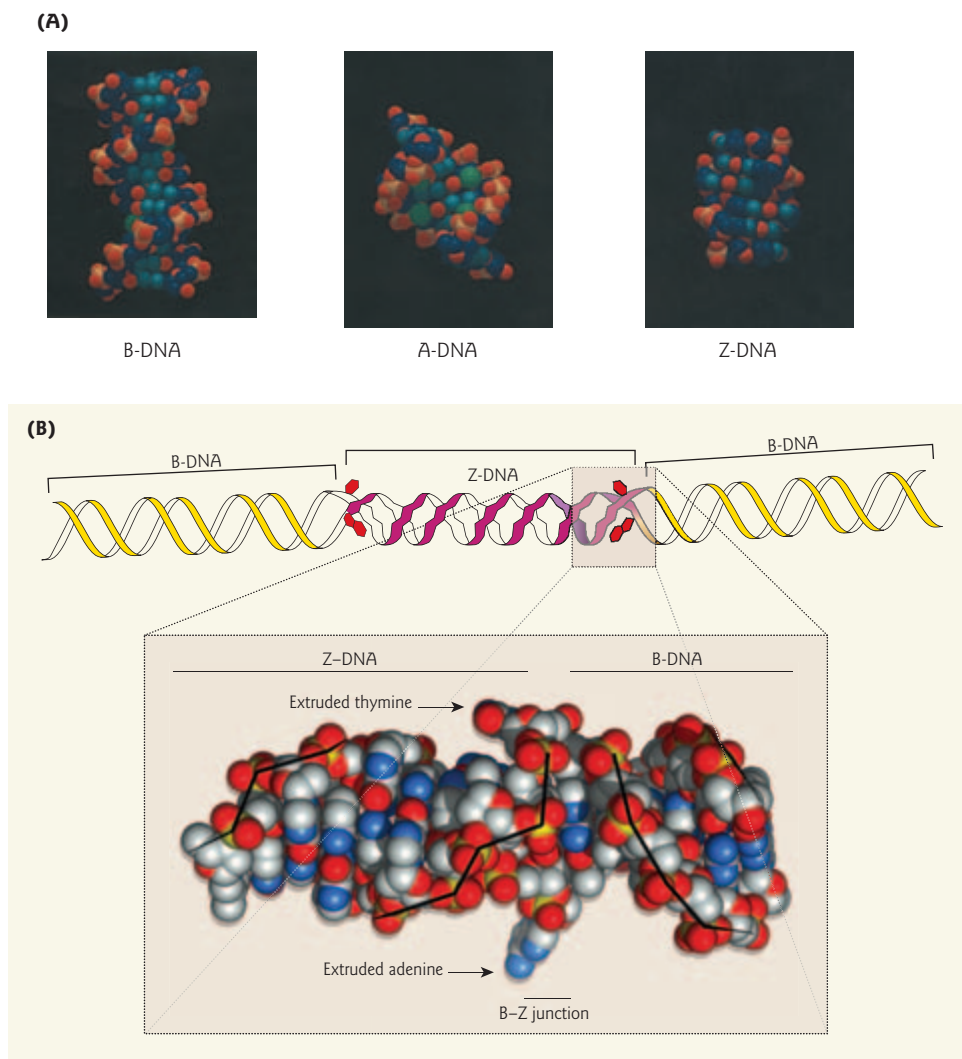 (A)
B-DNA
A-DNA
Z-DNA
(B)
B-DNA
Z-DNA
B-DNA
Z–DNA
B-DNA
Extruded thymine
Extruded adenine
B–Z junction